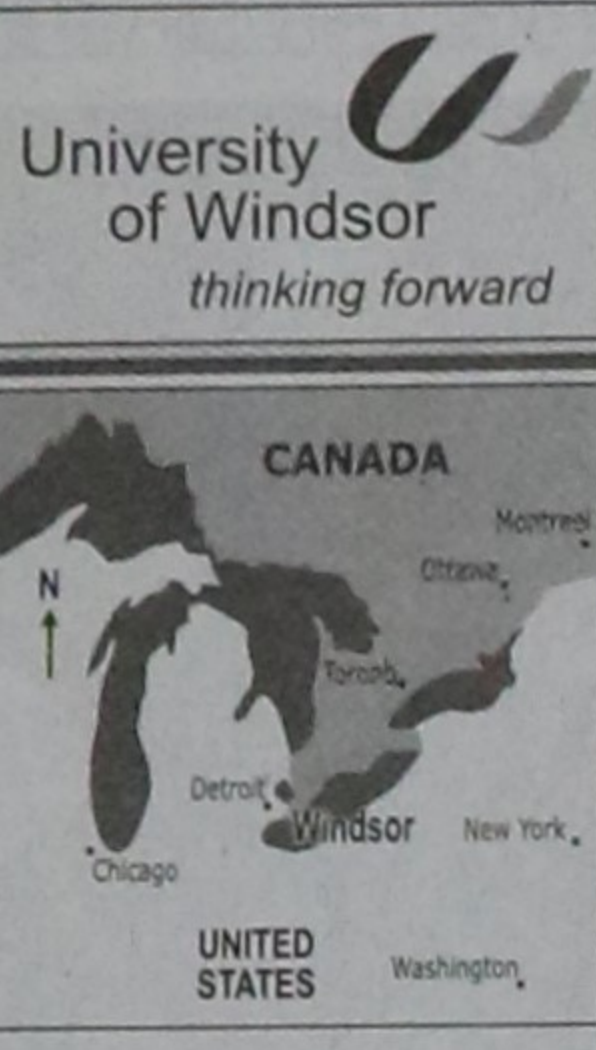 University
of Windsor
thinking forward
CANADA
Montreal
Ottawa
N
Toronto
Detroit
Windsor
New York
Chicago
UNITED
STATES
Washington